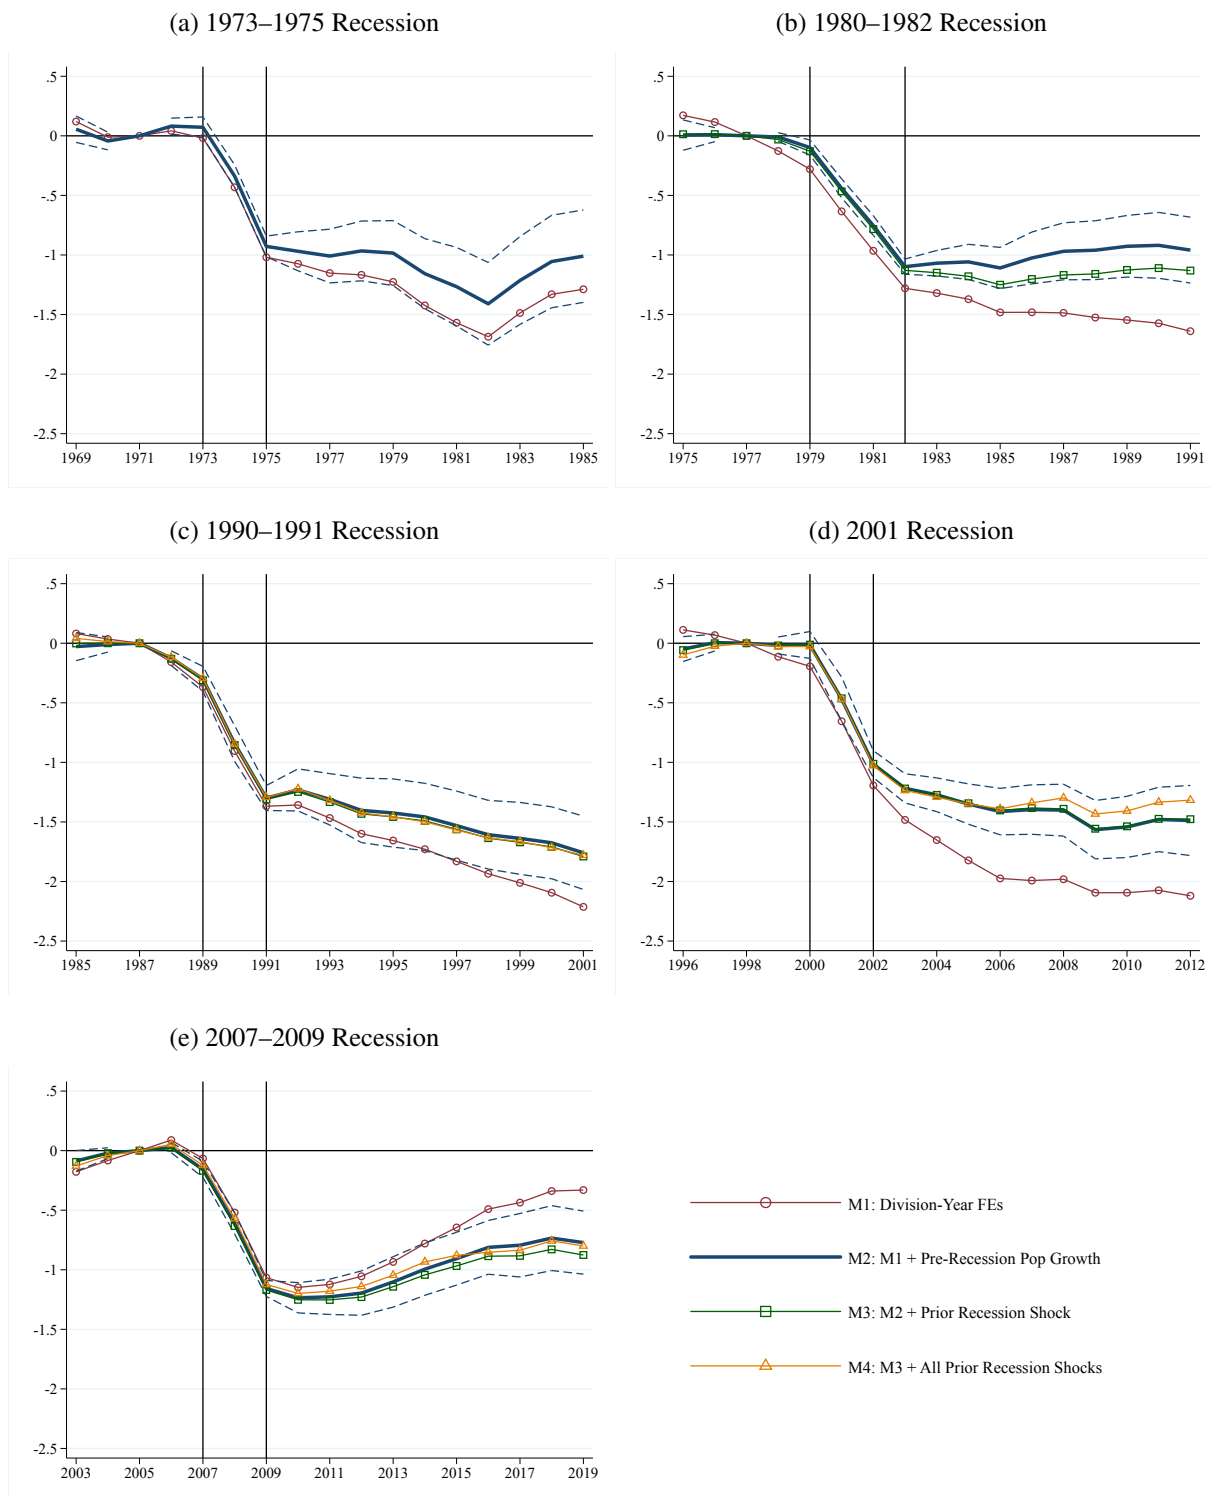 (a) 1973–1975 Recession
.5
0
-.5
-1
-1.5
-2
-2.5
1969 1971 1973 1975 1977 1979 1981 1983 1985
(b) 1980–1982 Recession
.5
0
-.5
-1
-1.5
-2
-2.5
1975 1977 1979 1981 1983 1985 1987 1989 1991
(c) 1990–1991 Recession
.5
0
-.5
-1
-1.5
-2
-2.5
1985 1987 1989 1991 1993 1995 1997 1999 2001
(d) 2001 Recession
.5
0
-.5
-1
-1.5
-2
-2.5
1996 1998 2000 2002 2004 2006 2008 2010 2012
(e) 2007–2009 Recession
.5
0
-.5
-1
-1.5
-2
-2.5
2003 2005 2007 2009 2011 2013 2015 2017 2019
M1: Division-Year FEs
M2: M1 + Pre-Recession Pop Growth
M3: M2 + Prior Recession Shock
M4: M3 + All Prior Recession Shocks